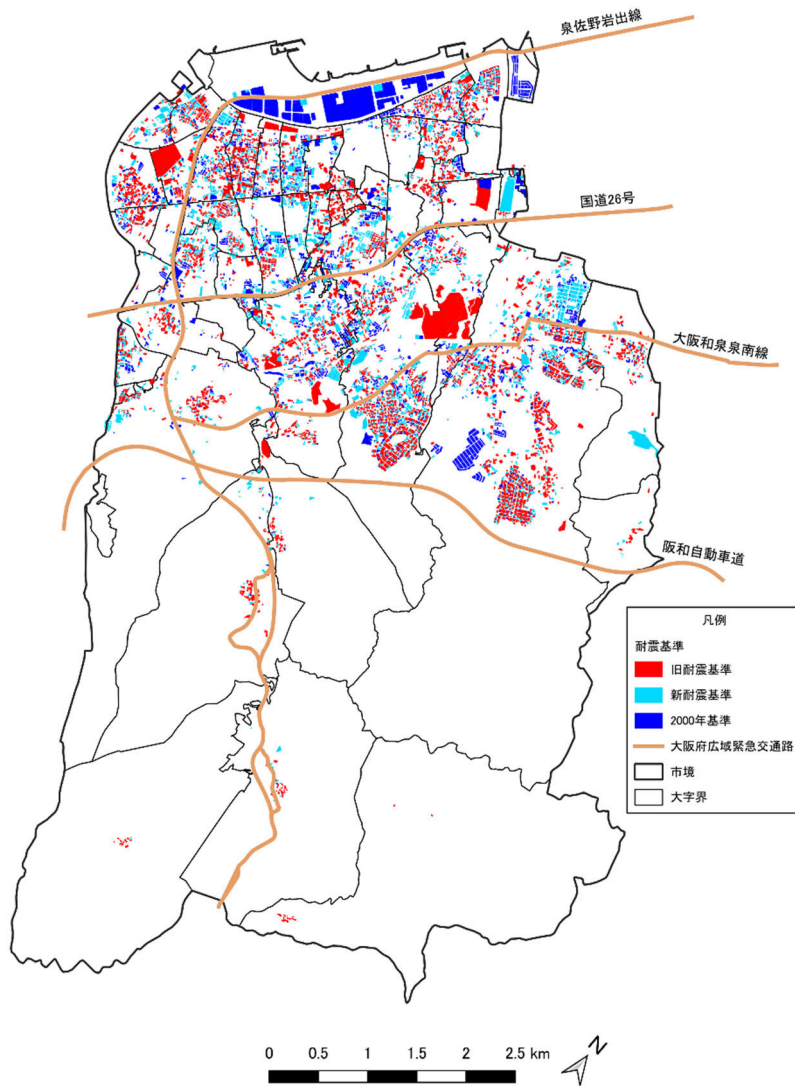 泉佐野岩出線
国道26号
大阪和泉泉南線
阪和自動車道
凡例
耐震基準
旧耐震基準
新耐震基準
2000年基準
大阪府広域緊急交通路
市境
大字界
0 0.5 1 1.5 2 2.5 km
N